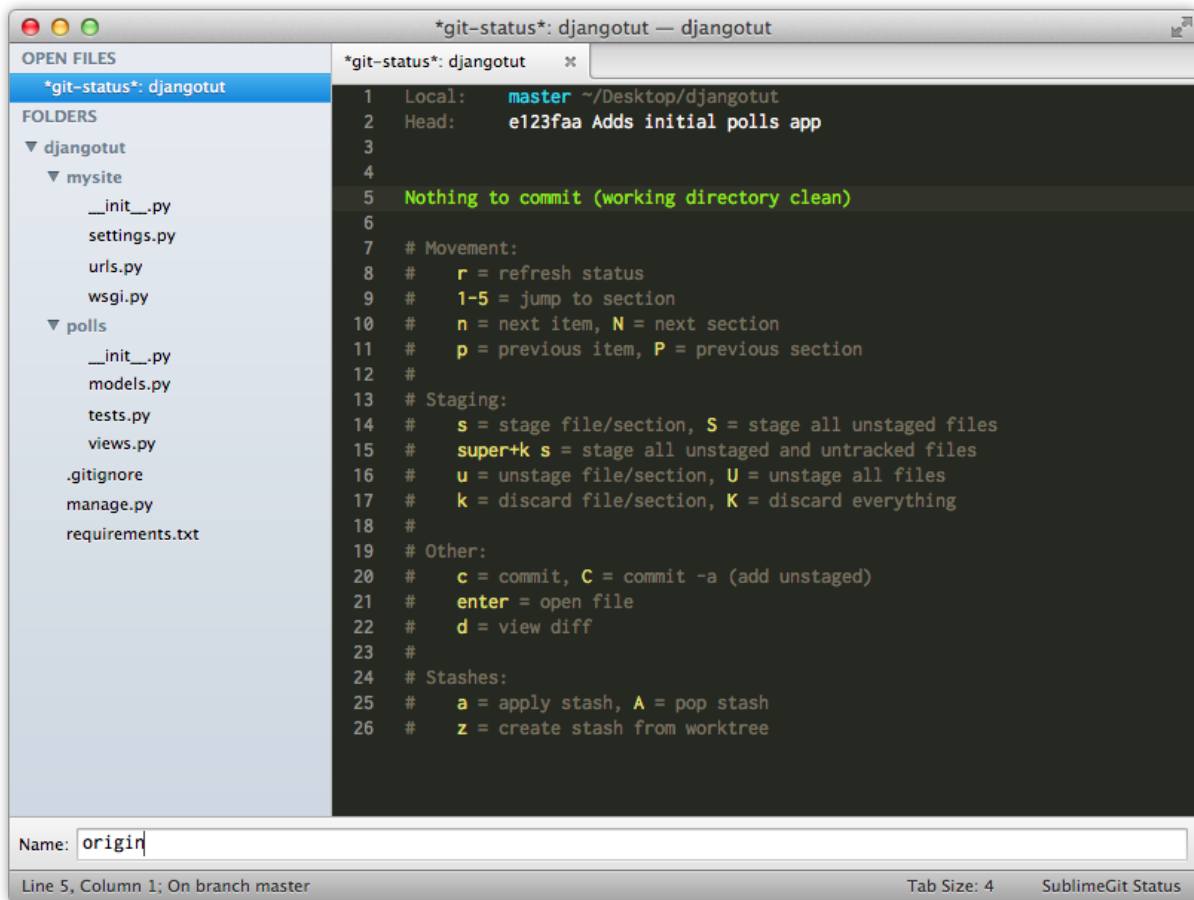 *git-status*: djangotut — djangotut
OPEN FILES
*git-status*: djangotut
FOLDERS
djangotut
mysite
__init__.py
settings.py
urls.py
wsgi.py
polls
__init__.py
models.py
tests.py
views.py
.gitignore
manage.py
requirements.txt
*git-status*: djangotut
1 Local: master ~/Desktop/djangotut
2 Head: e123faa Adds initial polls app
3
4
5 Nothing to commit (working directory clean)
6
7 # Movement:
8 # r = refresh status
9 # 1-5 = jump to section
10 # n = next item, N = next section
11 # p = previous item, P = previous section
12 #
13 # Staging:
14 # s = stage file/section, S = stage all unstaged files
15 # super+k s = stage all unstaged and untracked files
16 # u = unstage file/section, U = unstage all files
17 # k = discard file/section, K = discard everything
18 #
19 # Other:
20 # c = commit, C = commit -a (add unstaged)
21 # enter = open file
22 # d = view diff
23 #
24 # Stashes:
25 # a = apply stash, A = pop stash
26 # z = create stash from worktree
Name: origin
Line 5, Column 1; On branch master Tab Size: 4 SublimeGit Status